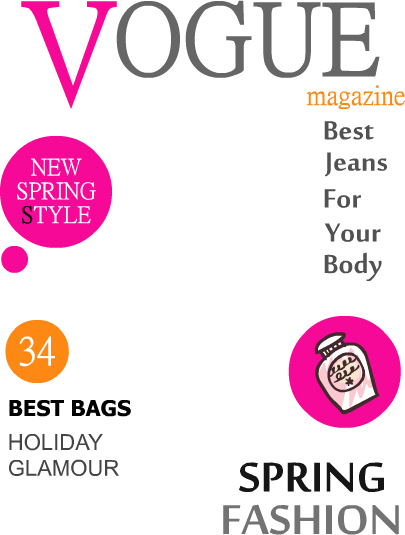 VOGUE
magazine
Best
Jeans
For
Your
Body
NEW
SPRING
STYLE
34
BEST BAGS
HOLIDAY
GLAMOUR
SPRING
FASHION